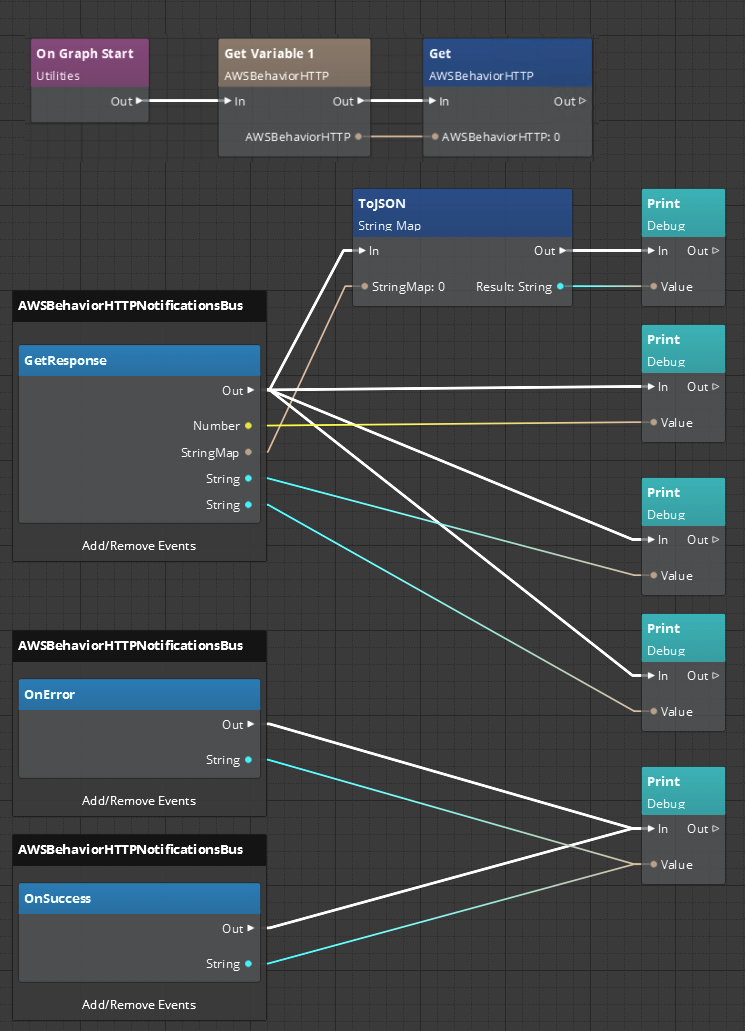 On Graph Start
Utilities
Out
Get Variable 1
AWSBehaviorHTTP
In Out
AWSBehaviorHTTP
Get
AWSBehaviorHTTP
In Out
AWSBehaviorHTTP: 0
ToJSON
String Map
In Out
StringMap: 0 Result: String
Print
Debug
In Out
Value
AWSBehaviorHTTPNotificationsBus
GetResponse
Out
Number
StringMap
String
String
Add/Remove Events
Print
Debug
In Out
Value
Print
Debug
In Out
Value
Print
Debug
In Out
Value
AWSBehaviorHTTPNotificationsBus
OnError
Out
String
Add/Remove Events
Print
Debug
In Out
Value
AWSBehaviorHTTPNotificationsBus
OnSuccess
Out
String
Add/Remove Events